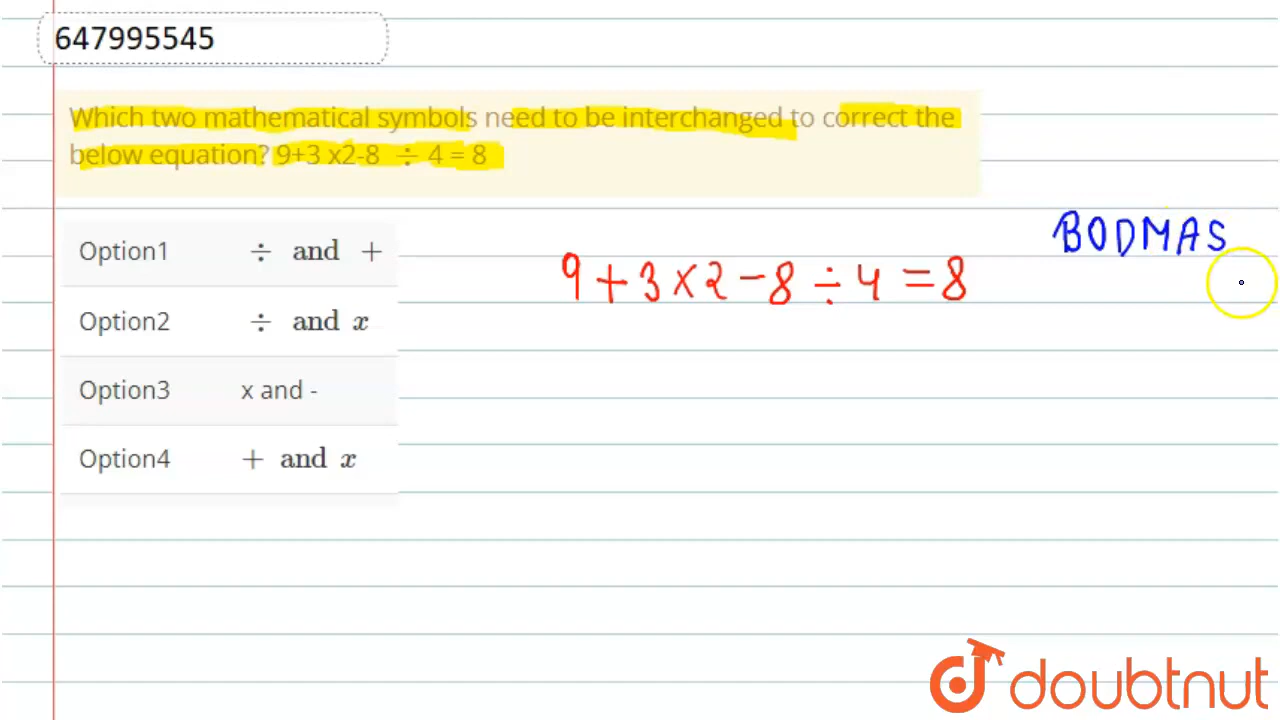 647995545
Which two mathematical symbols need to be interchanged to correct the
below equation? 9+3 x2-8 ÷ 4 = 8
BODMAS
Option1 ÷ and +
9+3×2-8÷4=8
Option2 ÷ and x
Option3 x and -
Option4 + and x
doubtnut